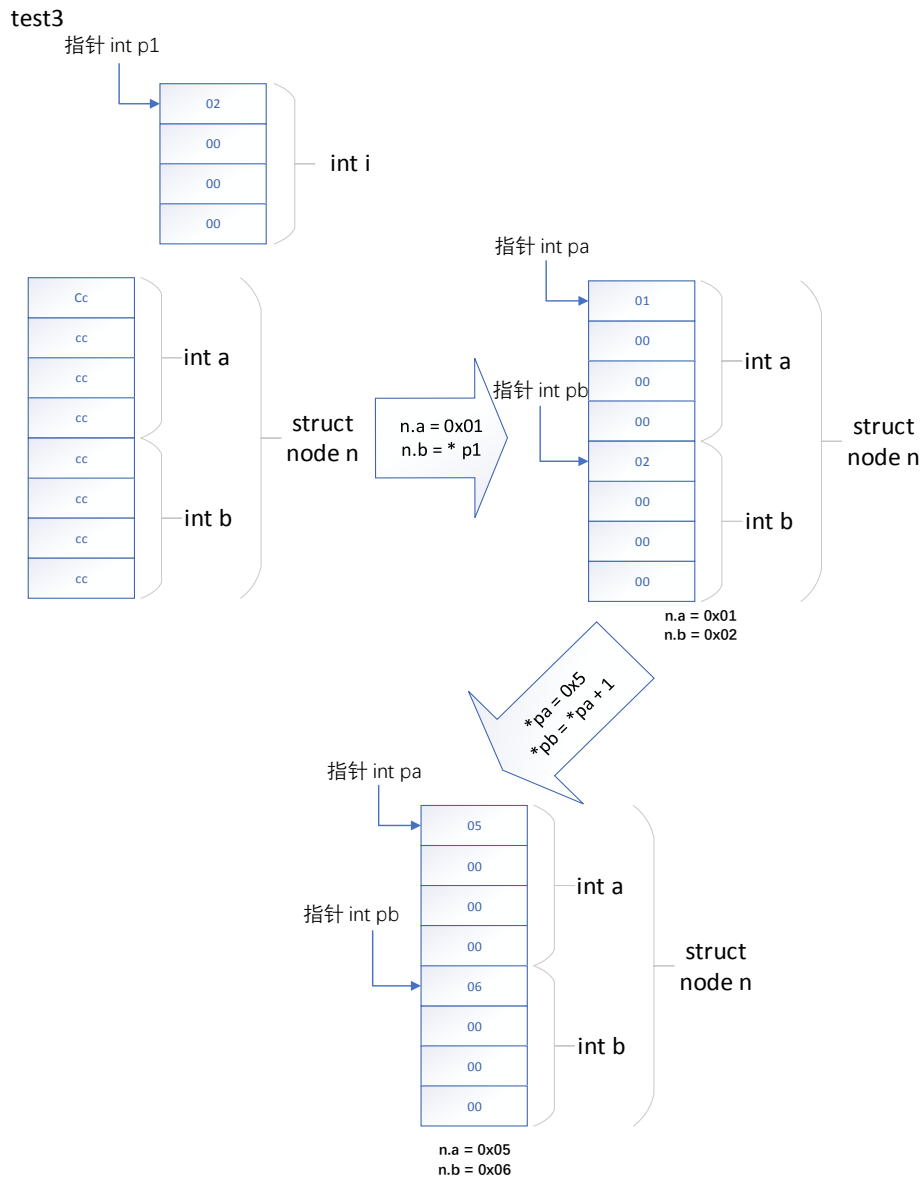 test3
指针 int p1
02
00
00
00
int i
Cc
cc
cc
cc
cc
cc
cc
cc
int a
int b
struct
node n
n.a = 0x01
n.b = * p1
指针 int pa
指针 int pb
01
00
00
00
02
00
00
00
int a
int b
struct
node n
n.a = 0x01
n.b = 0x02
*pa = 0x5
*pb = *pa + 1
指针 int pa
指针 int pb
05
00
00
00
06
00
00
00
int a
int b
struct
node n
n.a = 0x05
n.b = 0x06